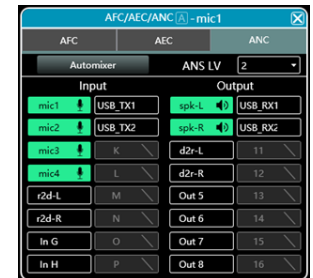 AFC/AEC/ANC A - mic1 X
AFC AEC ANC
Automixer ANS LV 2
Input Output
mic1 USB_TX1 spk-L USB_RX1
mic2 USB_TX2 spk-R USB_RX2
mic3 K d2r-L 11
mic4 L d2r-R 12
r2d-L M Out 5 13
r2d-R N Out 6 14
In G O Out 7 15
In H P Out 8 16